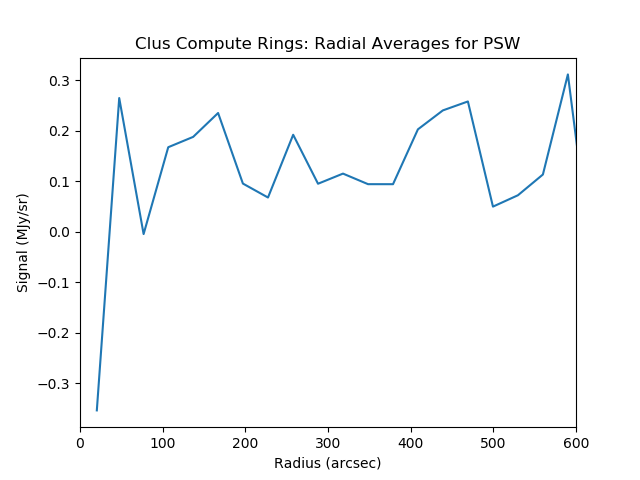 Clus Compute Rings: Radial Averages for PSW
0.3
0.2
0.1
0.0
−0.1
−0.2
−0.3
Signal (MJy/sr)
0 100 200 300 400 500 600
Radius (arcsec)